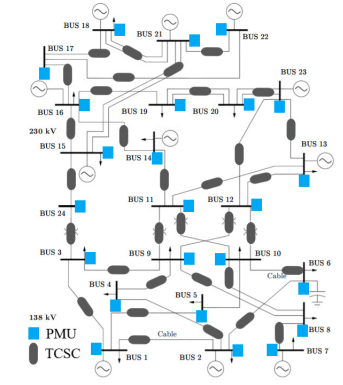 BUS 18
BUS 21
BUS 22
BUS 17
BUS 23
BUS 16
BUS 19
BUS 20
230 kV
BUS 13
BUS 15
BUS 14
BUS 11
BUS 12
BUS 24
BUS 3
BUS 9
BUS 10
BUS 6
Cable
BUS 4
BUS 5
138 kV
PMU
BUS 8
Cable
TCSC
BUS 1
BUS 2
BUS 7